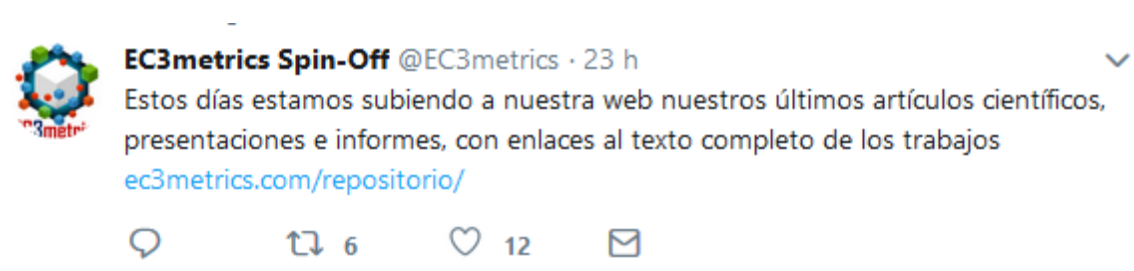 EC3metrics Spin-Off @EC3metrics · 23 h
Estos días estamos subiendo a nuestra web nuestros últimos artículos científicos,
presentaciones e informes, con enlaces al texto completo de los trabajos
ec3metrics.com/repositorio/
6 12